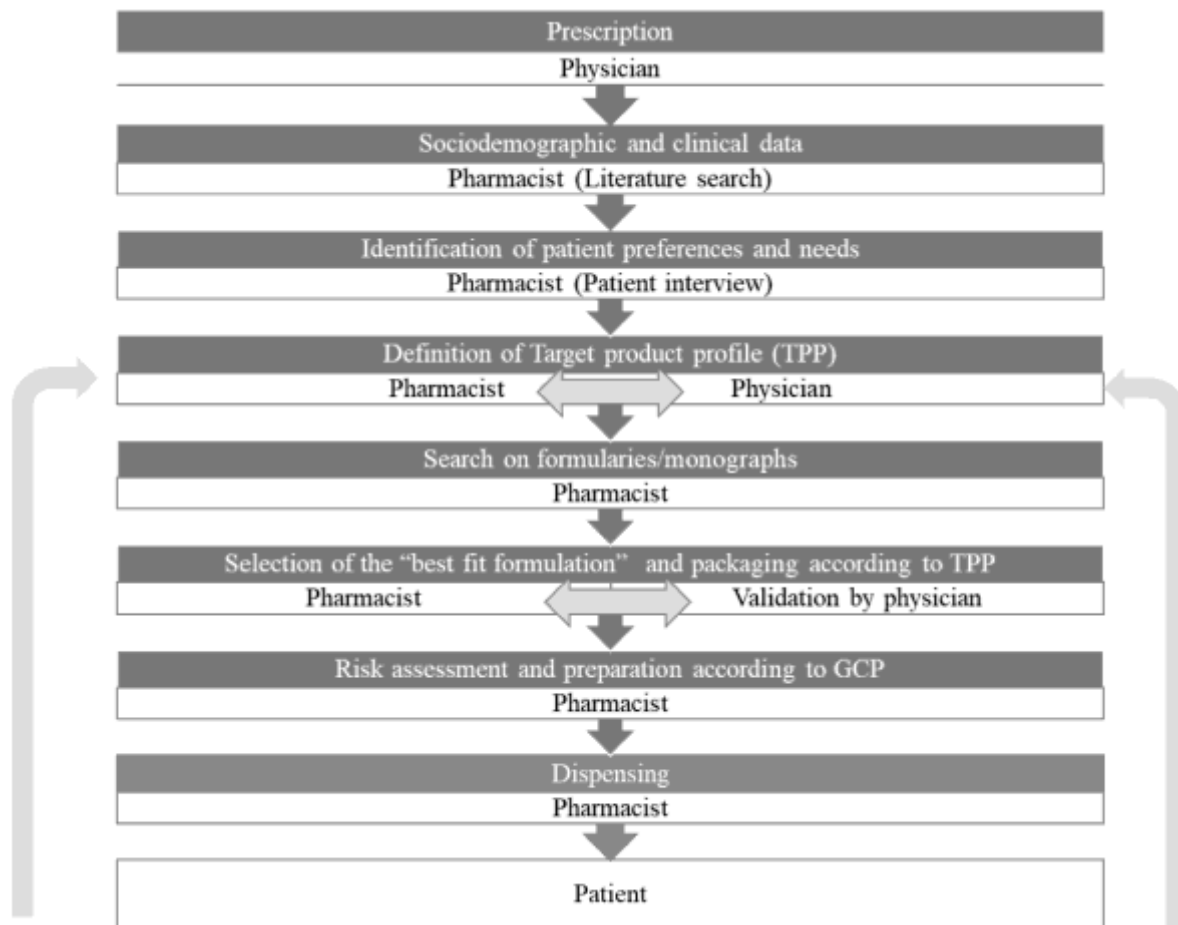 Prescription
Physician
Sociodemographic and clinical data
Pharmacist (Literature search)
Identification of patient preferences and needs
Pharmacist (Patient interview)
Definition of Target product profile (TPP)
Pharmacist Physician
Search on formularies/monographs
Pharmacist
Selection of the “best fit formulation” and packaging according to TPP
Pharmacist Validation by physician
Risk assessment and preparation according to GCP
Pharmacist
Dispensing
Pharmacist
Patient